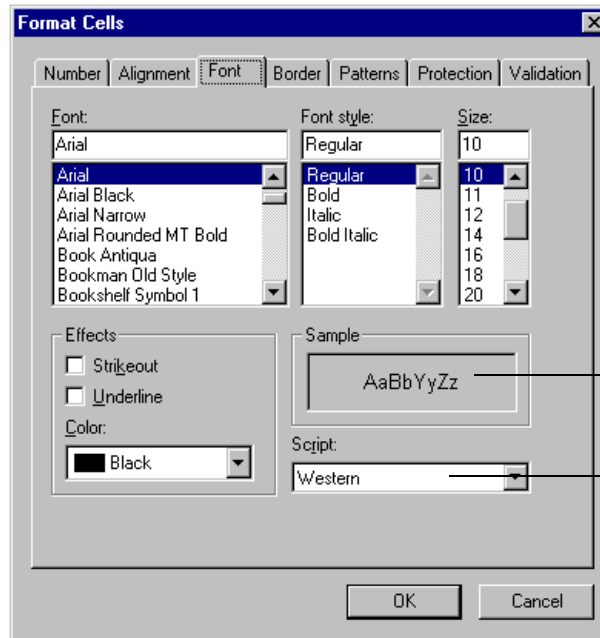 Format Cells
Number Alignment Font Border Patterns Protection Validation
Font: Font style: Size:
Arial Regular 10
Arial Regular 10
Arial Black Bold 11
Arial Narrow Italic 12
Arial Rounded MT Bold Bold Italic 14
Book Antiqua 16
Bookman Old Style 18
Bookshelf Symbol 1 20
Effects
Strikeout
Underline
Color:
Black
Sample
AaBbYyZz
Script:
Western
OK Cancel